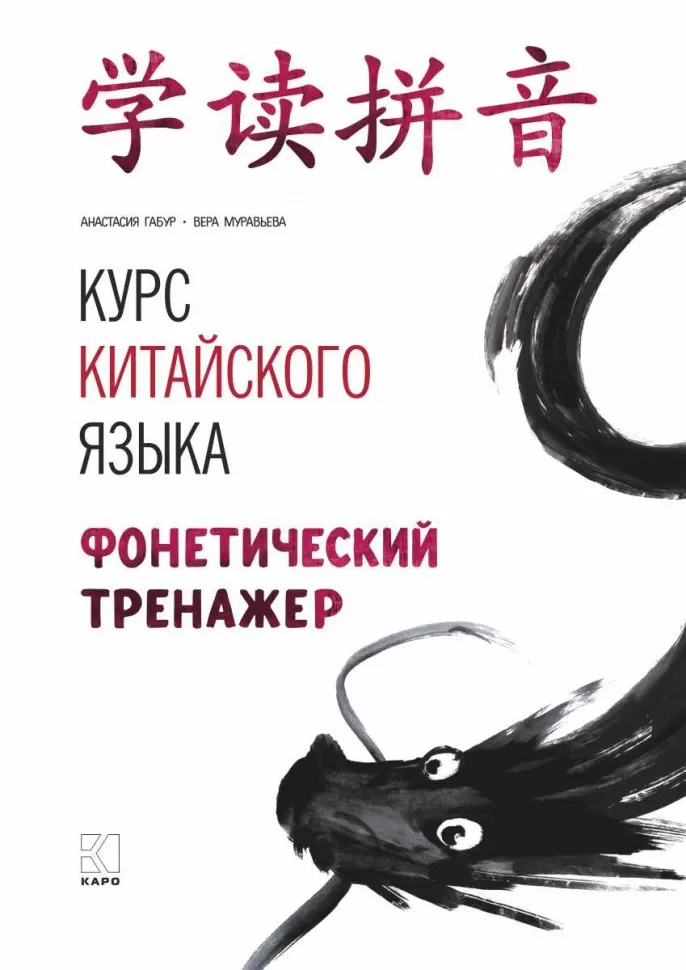 学读拼音
АНАСТАСИЯ ГАБУР • ВЕРА МУРАВЬЕВА
КУРС
КИТАЙСКОГО
ЯЗЫКА
ФОНЕТИЧЕСКИЙ
ТРЕНАЖЕР
КАРО